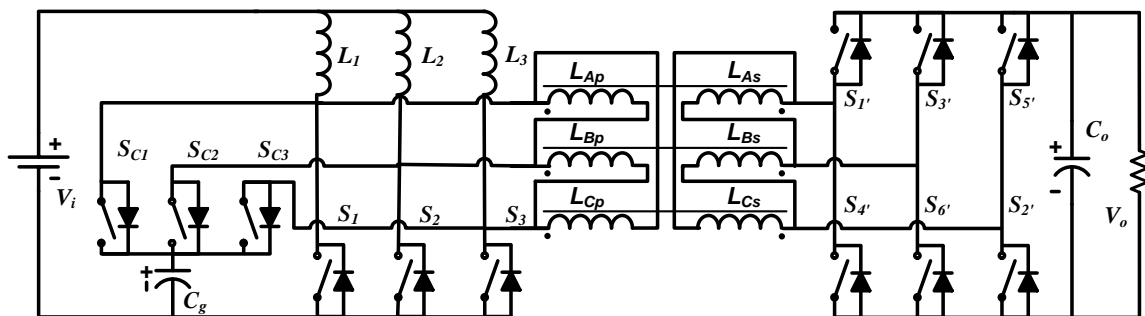 L1 L2 L3 LAp LAs
S1' S3' S5'
SC1 SC2 SC3 LBp LBs Co
+ + -
Vi S1 S2 S3 LCp LCs S4' S6' S2' - Vo
+
Cg